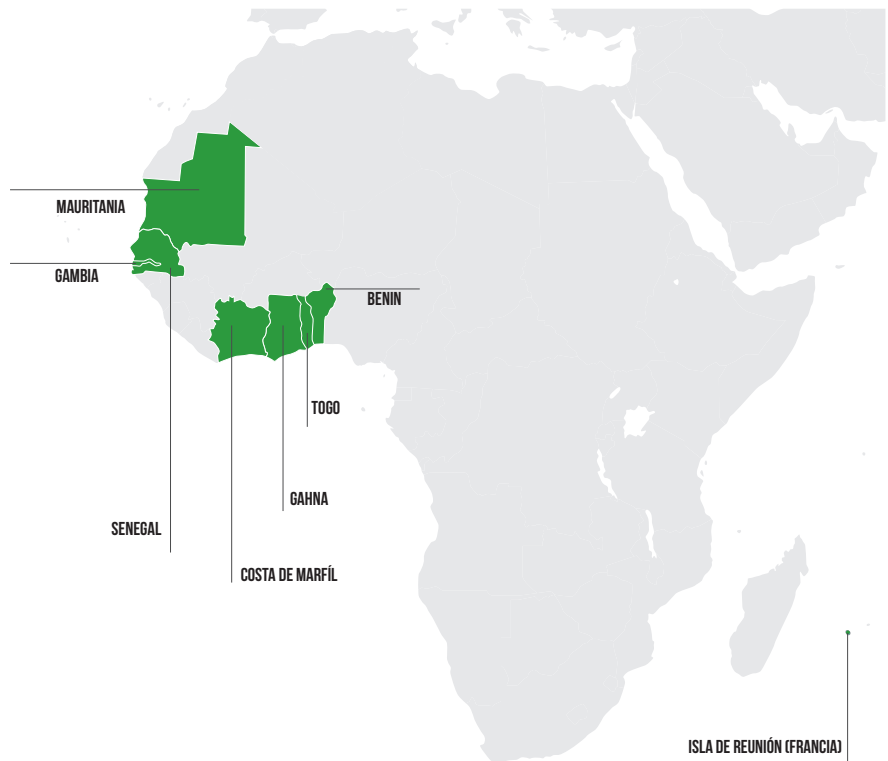 MAURITANIA
GAMBIA
BENIN
TOGO
GAHNA
SENEGAL
COSTA DE MARFÍL
ISLA DE REUNIÓN (FRANCIA)